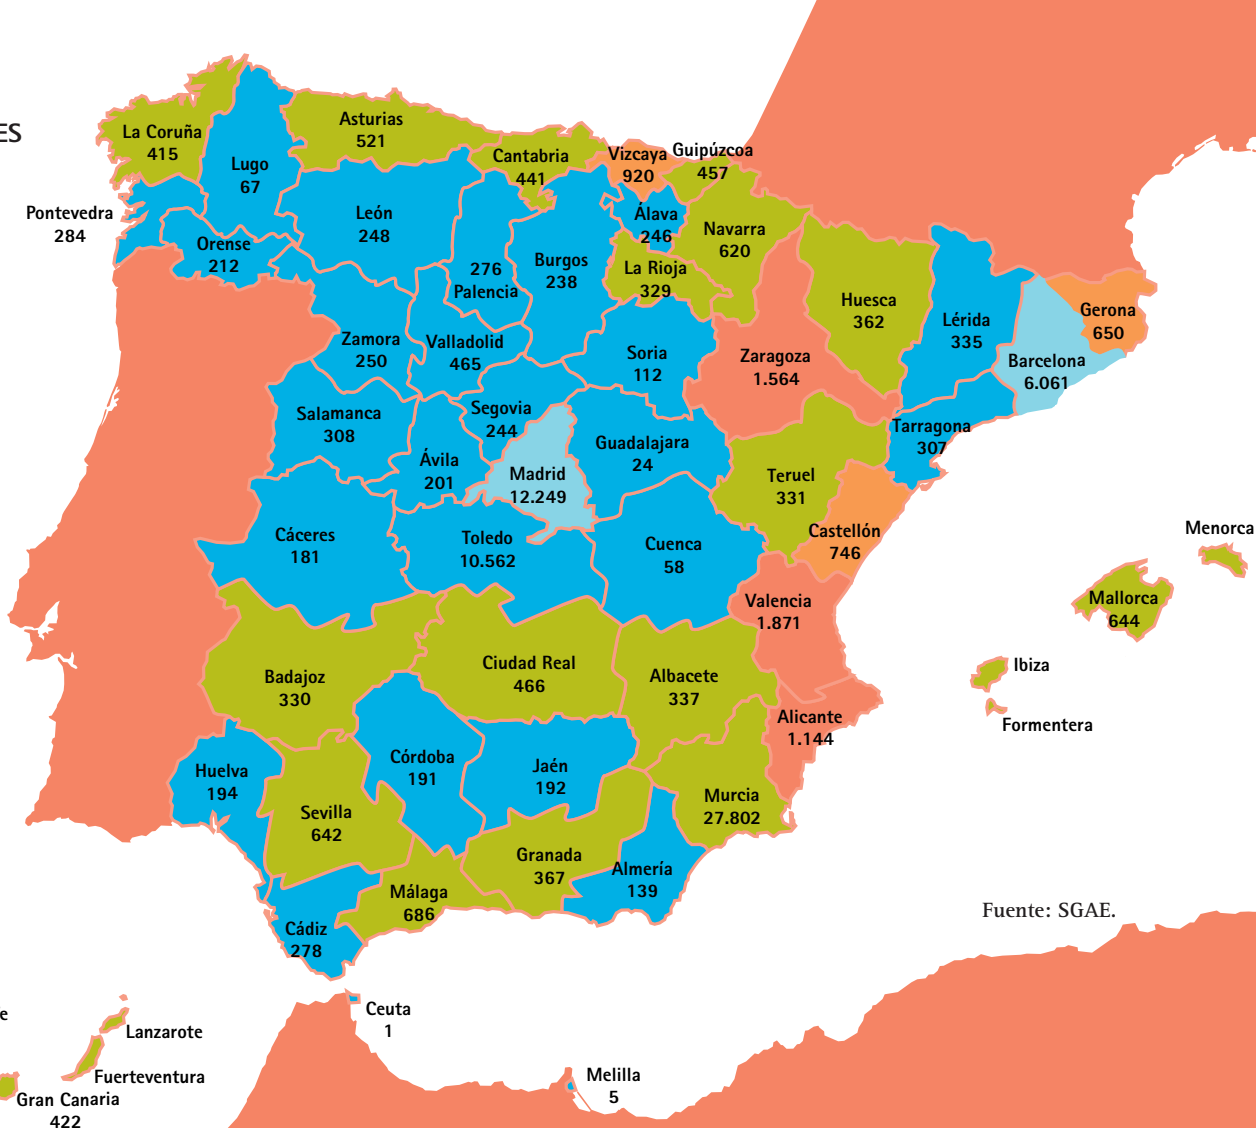 ES
La Coruña
415
Lugo
67
Asturias
521
Cantabria
441
Vizcaya
920
Guipúzcoa
457
Pontevedra
284
Orense
212
León
248
276
Palencia
Burgos
238
Álava
246
Navarra
620
La Rioja
329
Huesca
362
Lérida
335
Gerona
650
Barcelona
6.061
Zamora
250
Valladolid
465
Soria
112
Zaragoza
1.564
Salamanca
308
Segovia
244
Ávila
201
Madrid
12.249
Guadalajara
24
Tarragona
307
Teruel
331
Castellón
746
Cáceres
181
Toledo
10.562
Cuenca
58
Valencia
1.871
Menorca
Mallorca
644
Ibiza
Formentera
Badajoz
330
Ciudad Real
466
Albacete
337
Alicante
1.144
Huelva
194
Sevilla
642
Córdoba
191
Jaén
192
Murcia
27.802
Granada
367
Almería
139
Málaga
686
Cádiz
278
Fuente: SGAE.
Ceuta
1
Melilla
5
e
Lanzarote
Fuerteventura
Gran Canaria
422